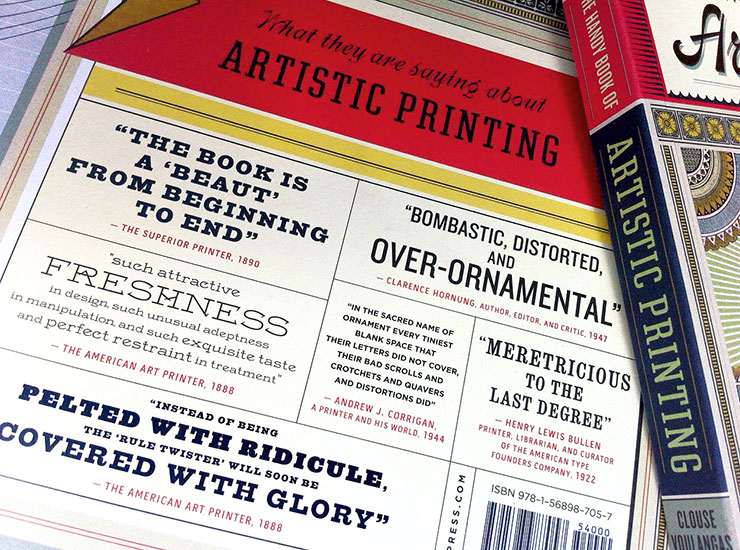 What they are saying about
ARTISTIC PRINTING
“THE BOOK IS
A ‘BEAUT’
FROM BEGINNING
TO END”
— THE SUPERIOR PRINTER, 1890
“such attractive
FRESHNESS
in design, such unusual adeptness
in manipulation, and such exquisite taste
and perfect restraint in treatment”
— THE AMERICAN ART PRINTER, 1888
“INSTEAD OF BEING
PELTED WITH RIDICULE,
THE ‘RULE TWISTER’ WILL SOON BE
COVERED WITH GLORY”
— THE AMERICAN ART PRINTER, 1888
“BOMBASTIC, DISTORTED,
AND
OVER-ORNAMENTAL”
— CLARENCE HORNUNG, AUTHOR, EDITOR, AND CRITIC, 1947
“IN THE SACRED NAME OF
ORNAMENT EVERY TINIEST
BLANK SPACE THAT
THEIR LETTERS DID NOT COVER,
THEIR BAD SCROLLS AND
CROTCHETS AND QUAVERS
AND DISTORTIONS DID”
— ANDREW J. CORRIGAN,
A PRINTER AND HIS WORLD, 1944
“MERETRICIOUS
TO THE
LAST DEGREE”
— HENRY LEWIS BULLEN
PRINTER, LIBRARIAN, AND CURATOR
OF THE AMERICAN TYPE
FOUNDERS COMPANY, 1922
PRESS.COM
ISBN 978-1-56898-705-7
54000
HANDY BOOK OF
ARTISTIC PRINTING
CLOUSE
VOULANGAS
Ar